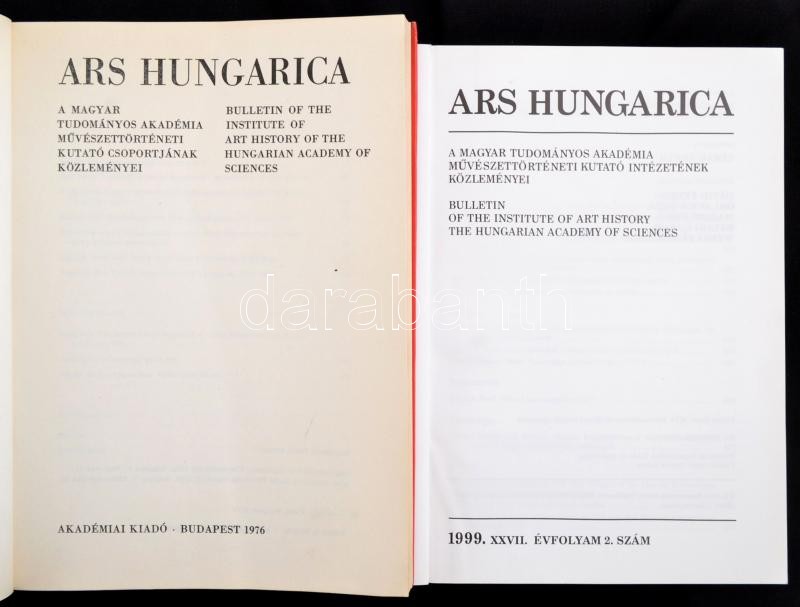 ARS HUNGARICA
A MAGYAR
TUDOMÁNYOS AKADÉMIA
MŰVÉSZETTÖRTÉNETI
KUTATÓ CSOPORTJÁNAK
KÖZLEMÉNYEI
BULLETIN OF THE
INSTITUTE OF
ART HISTORY OF THE
HUNGARIAN ACADEMY OF
SCIENCES
AKADÉMIAI KIADÓ · BUDAPEST 1976
ARS HUNGARICA
A MAGYAR TUDOMÁNYOS AKADÉMIA
MŰVÉSZETTÖRTÉNETI KUTATÓ INTÉZETÉNEK
KÖZLEMÉNYEI
BULLETIN
OF THE INSTITUTE OF ART HISTORY
THE HUNGARIAN ACADEMY OF SCIENCES
1999. XXVII. ÉVFOLYAM 2. SZÁM
darabanth